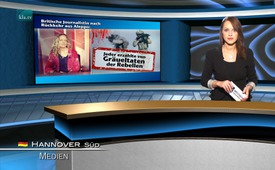 kla.tv
Britische Journalistin nach
Rückkehr aus Aleppo:
Jeder erzählte von
Gräueltaten
der Rebellen
Hannover Süd
Medien